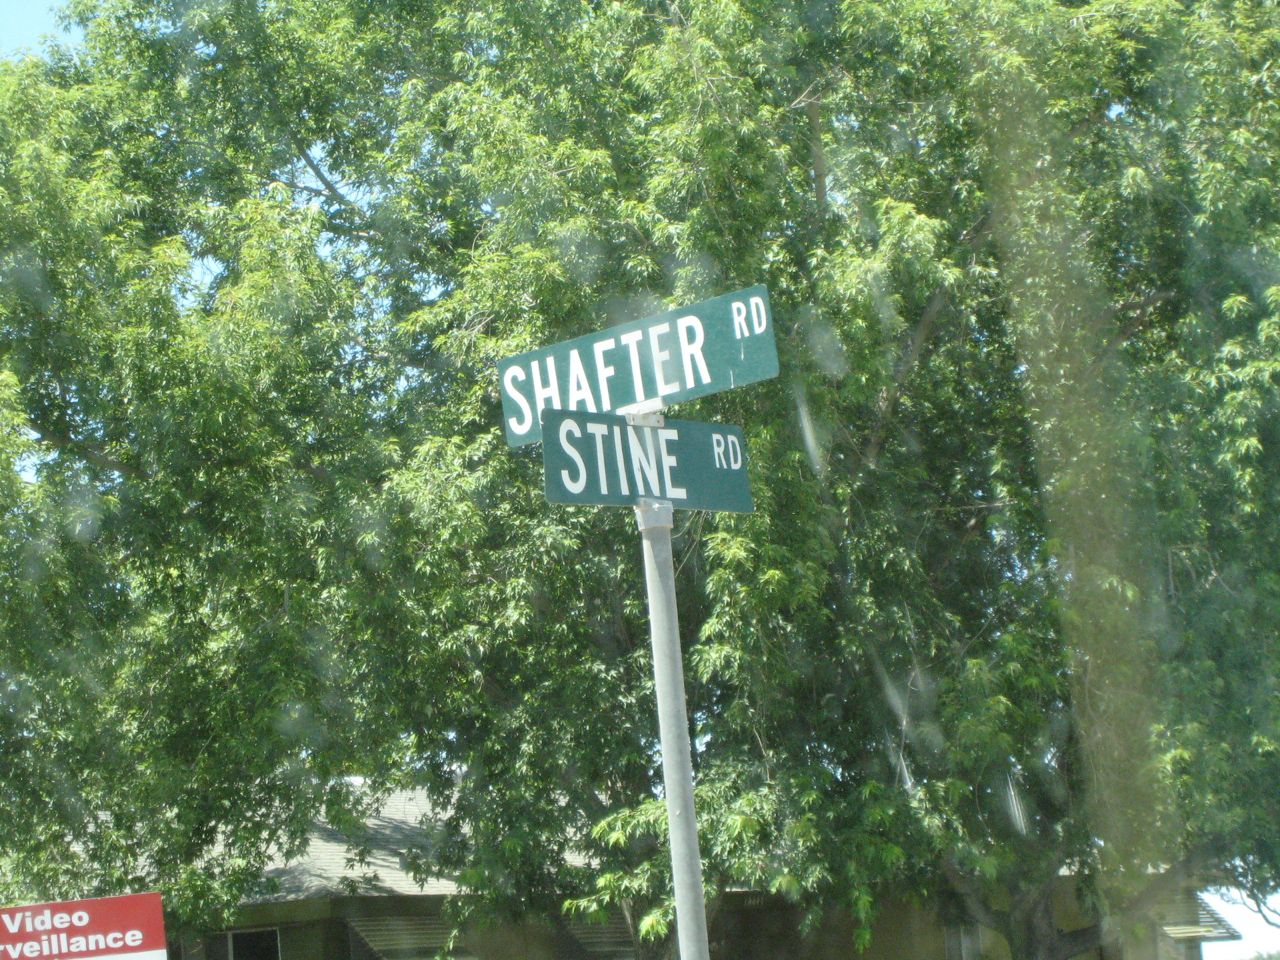 SHAFTER RD
STINE RD
Video
rveillance